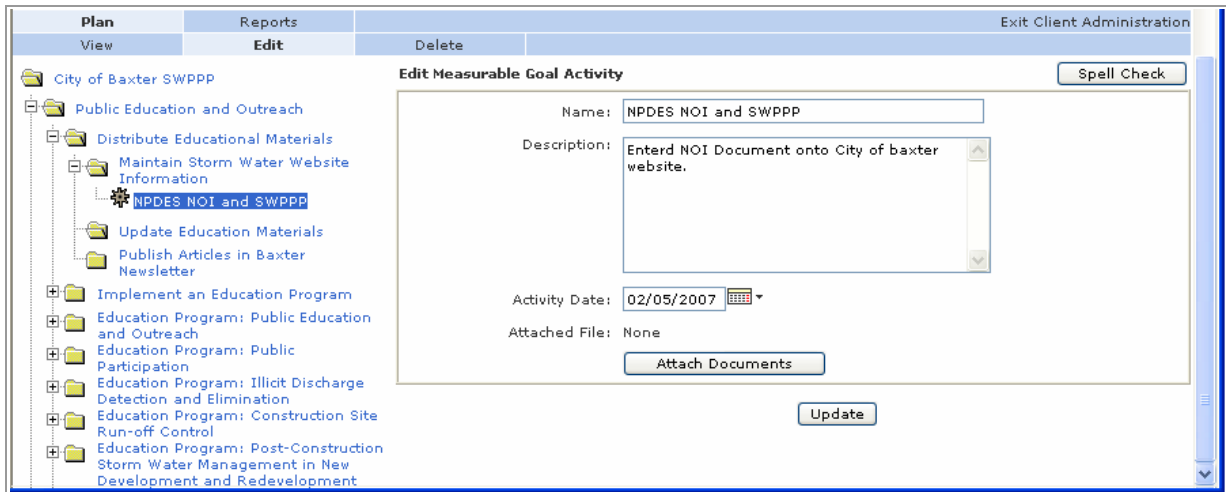 Plan
Reports
Exit Client Administration
View
Edit
Delete
City of Baxter SWPPP
Public Education and Outreach
Distribute Educational Materials
Maintain Storm Water Website
Information
NPDES NOI and SWPPP
Update Education Materials
Publish Articles in Baxter
Newsletter
Implement an Education Program
Education Program: Public Education
and Outreach
Education Program: Public
Participation
Education Program: Illicit Discharge
Detection and Elimination
Education Program: Construction Site
Run-off Control
Education Program: Post-Construction
Storm Water Management in New
Development and Redevelopment
Edit Measurable Goal Activity
Spell Check
Name: NPDES NOI and SWPPP
Description: Enterd NOI Document onto City of baxter
website.
Activity Date: 02/05/2007
Attached File: None
Attach Documents
Update